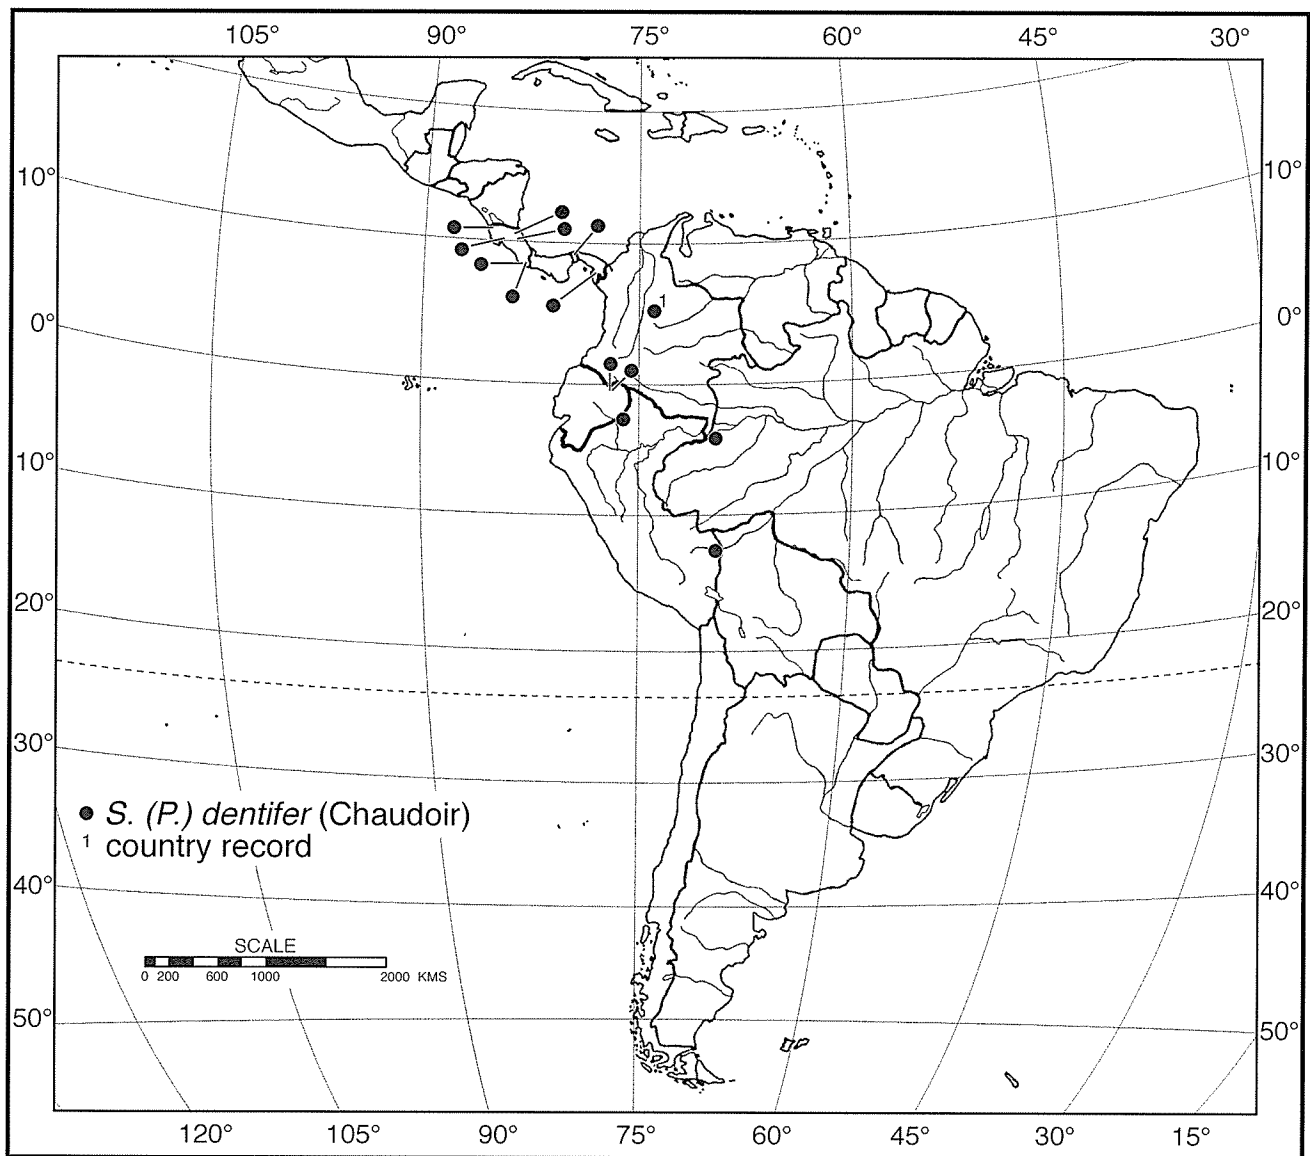 105° 90° 75° 60° 45° 30°
10° 10°
1
0° 0°
10° 10°
20° 20°
30° 30°
● S. (P.) dentifer (Chaudoir)
¹ country record
40° 40°
SCALE
0 200 600 1000 2000 KMS
50° 50°
120° 105° 90° 75° 60° 45° 30° 15°